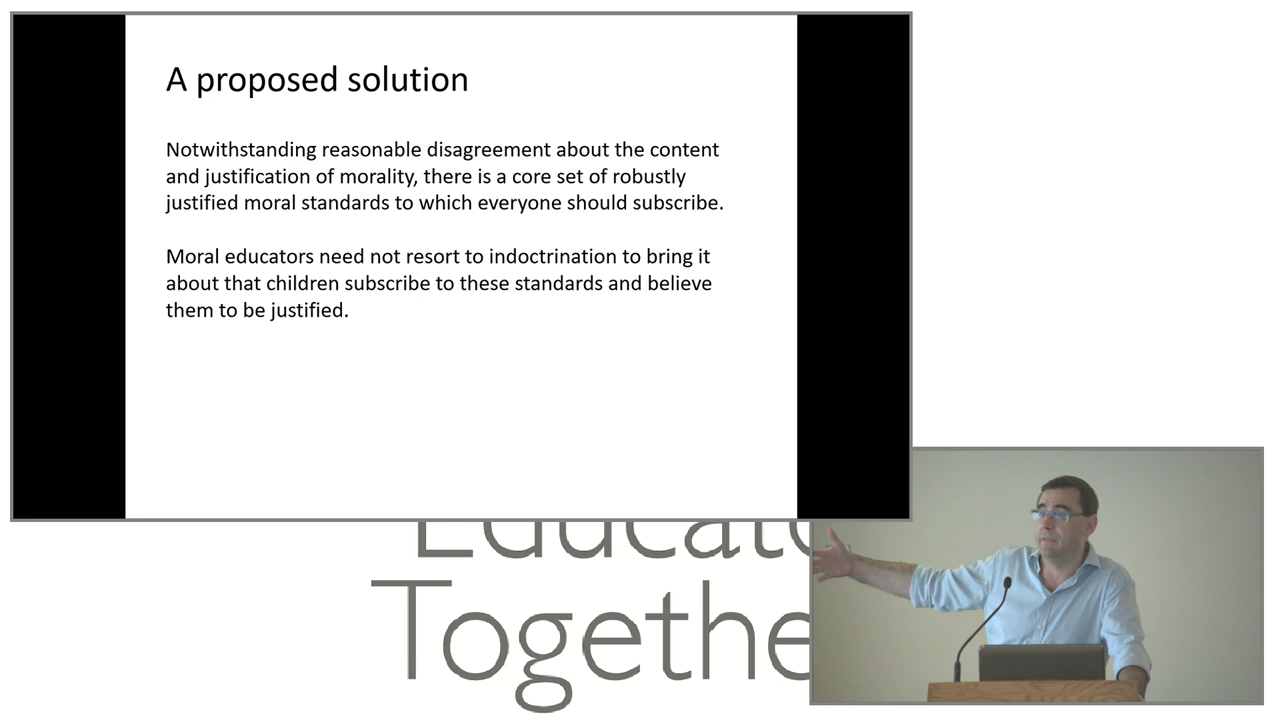 A proposed solution
Notwithstanding reasonable disagreement about the content
and justification of morality, there is a core set of robustly
justified moral standards to which everyone should subscribe.
Moral educators need not resort to indoctrination to bring it
about that children subscribe to these standards and believe
them to be justified.